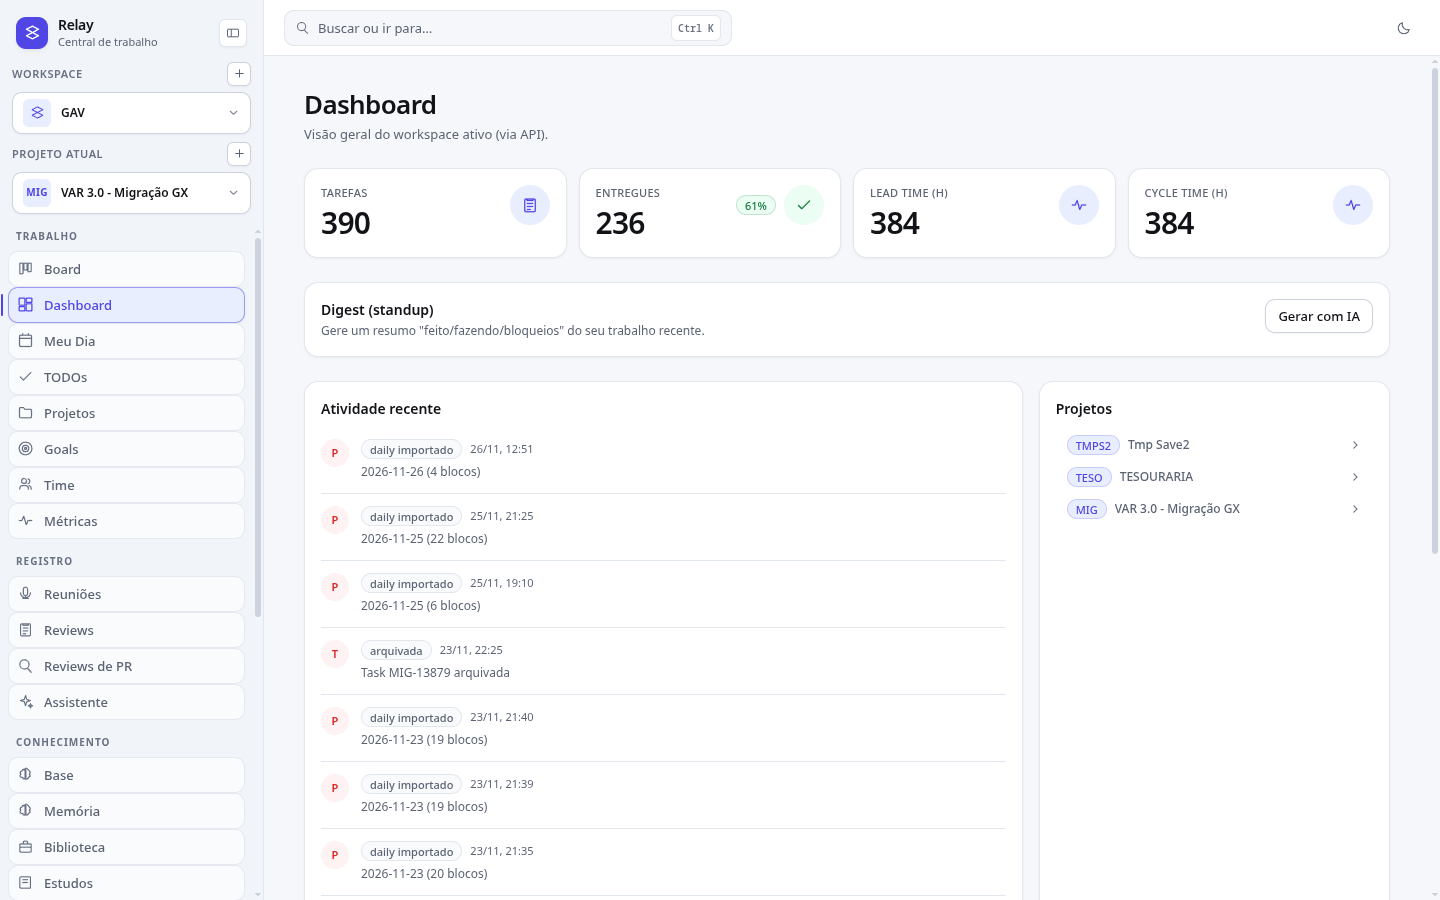 Relay
Central de trabalho
WORKSPACE
GAV
PROJETO ATUAL
MIG VAR 3.0 - Migração GX
TRABALHO
Board
Dashboard
Meu Dia
TODOs
Projetos
Goals
Time
Métricas
REGISTRO
Reuniões
Reviews
Reviews de PR
Assistente
CONHECIMENTO
Base
Memória
Biblioteca
Estudos
Buscar ou ir para...
Ctrl K
Dashboard
Visão geral do workspace ativo (via API).
TAREFAS
390
ENTREGUES
236
61%
LEAD TIME (H)
384
CYCLE TIME (H)
384
Digest (standup)
Gere um resumo "feito/fazendo/bloqueios" do seu trabalho recente.
Gerar com IA
Atividade recente
P daily importado 26/11, 12:51
2026-11-26 (4 blocos)
P daily importado 25/11, 21:25
2026-11-25 (22 blocos)
P daily importado 25/11, 19:10
2026-11-25 (6 blocos)
T arquivada 23/11, 22:25
Task MIG-13879 arquivada
P daily importado 23/11, 21:40
2026-11-23 (19 blocos)
P daily importado 23/11, 21:39
2026-11-23 (19 blocos)
P daily importado 23/11, 21:35
2026-11-23 (20 blocos)
Projetos
TMPS2 Tmp Save2
TESO TESOURARIA
MIG VAR 3.0 - Migração GX